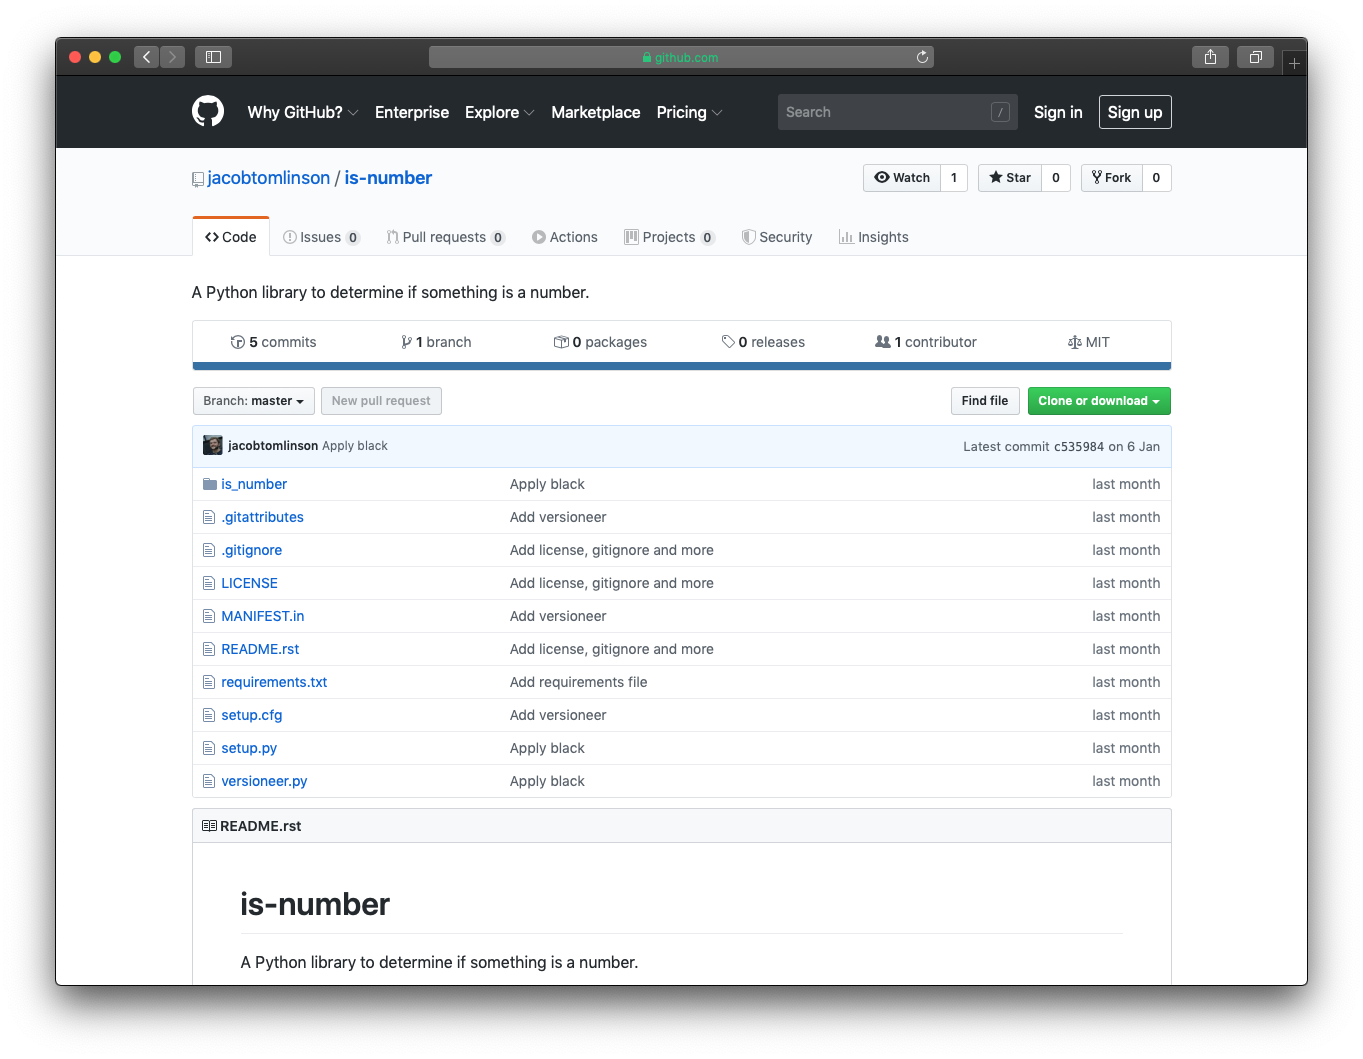 github.com
Why GitHub? Enterprise Explore Marketplace Pricing Search / Sign in Sign up
jacobtomlinson / is-number Watch 1 Star 0 Fork 0
Code Issues 0 Pull requests 0 Actions Projects 0 Security Insights
A Python library to determine if something is a number.
5 commits 1 branch 0 packages 0 releases 1 contributor MIT
Branch: master New pull request Find file Clone or download
jacobtomlinson Apply black Latest commit c535984 on 6 Jan
is_number Apply black last month
.gitattributes Add versioneer last month
.gitignore Add license, gitignore and more last month
LICENSE Add license, gitignore and more last month
MANIFEST.in Add versioneer last month
README.rst Add license, gitignore and more last month
requirements.txt Add requirements file last month
setup.cfg Add versioneer last month
setup.py Apply black last month
versioneer.py Apply black last month
README.rst
is-number
A Python library to determine if something is a number.